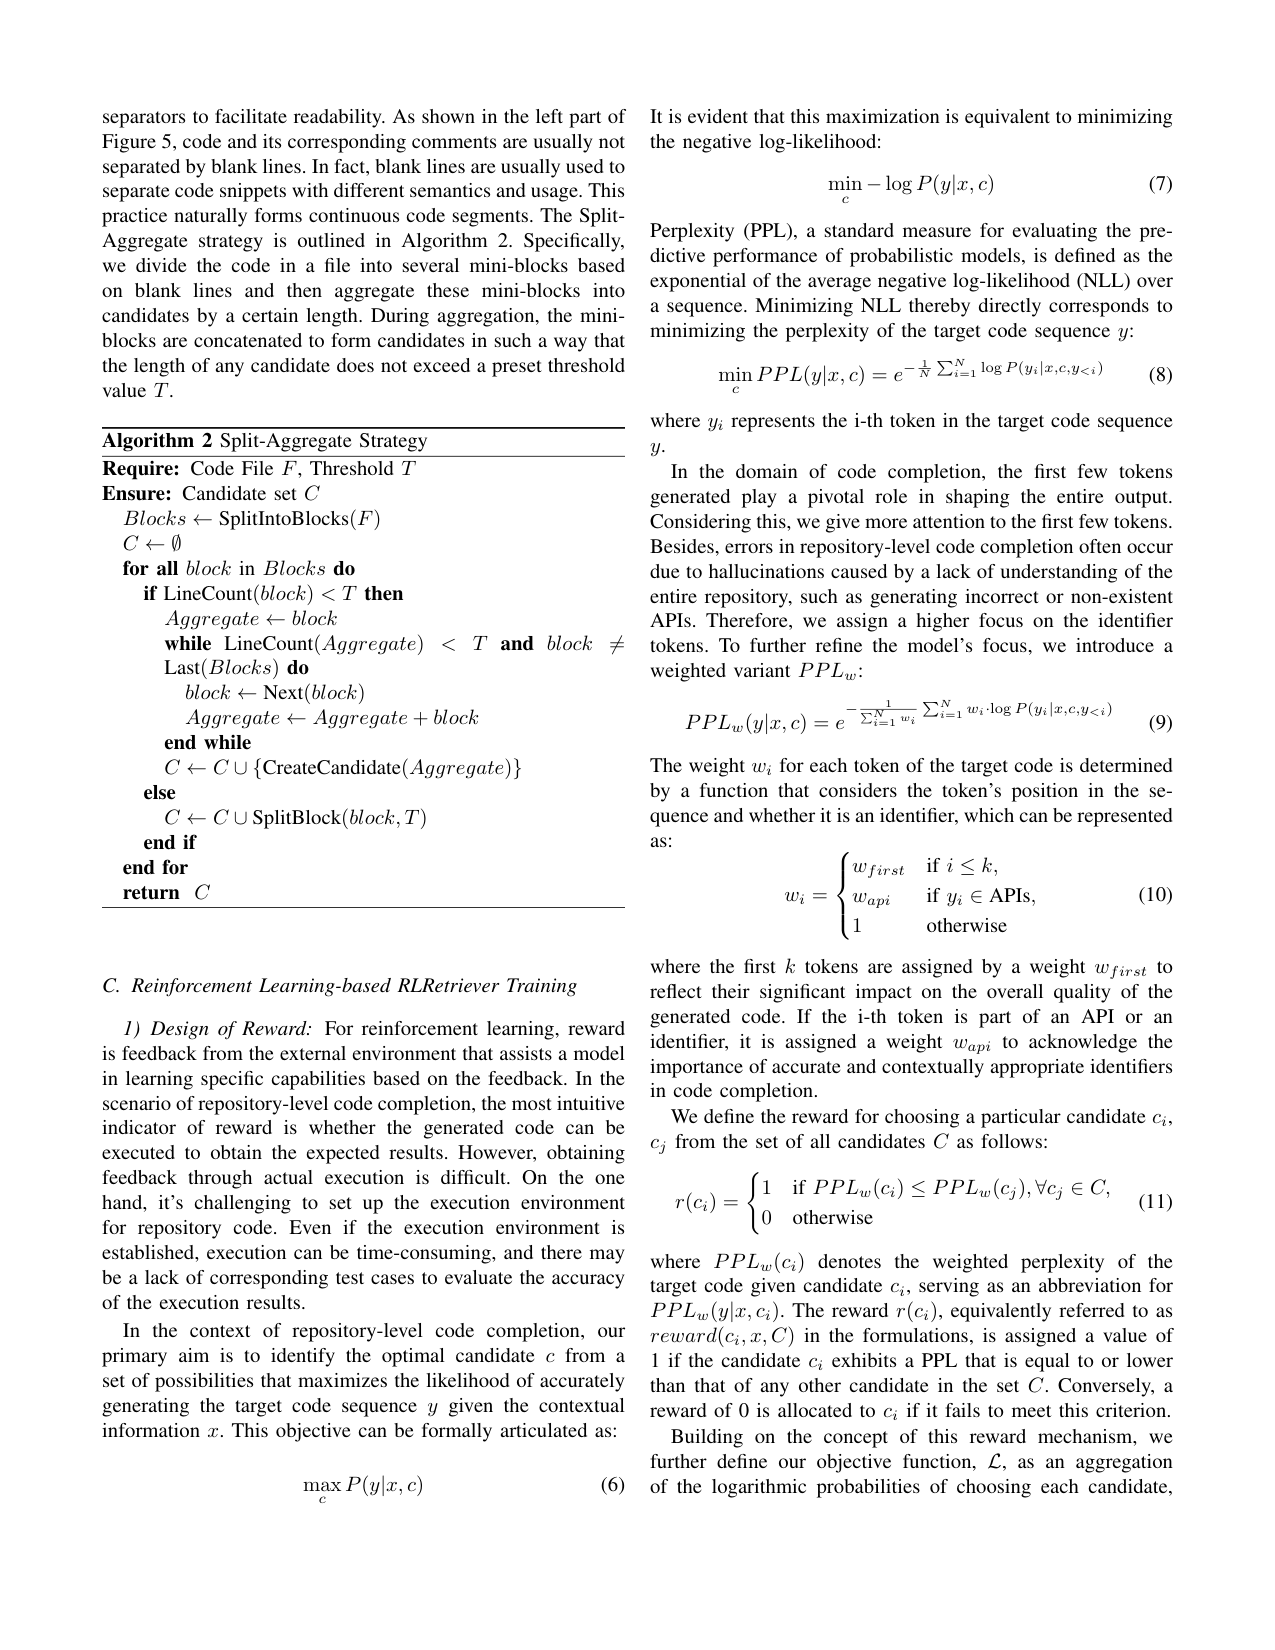 separators to facilitate readability. As shown in the left part of
Figure 5, code and its corresponding comments are usually not
separated by blank lines. In fact, blank lines are usually used to
separate code snippets with different semantics and usage. This
practice naturally forms continuous code segments. The Split-
Aggregate strategy is outlined in Algorithm 2. Specifically,
we divide the code in a file into several mini-blocks based
on blank lines and then aggregate these mini-blocks into
candidates by a certain length. During aggregation, the mini-
blocks are concatenated to form candidates in such a way that
the length of any candidate does not exceed a preset threshold
value T.
Algorithm 2 Split-Aggregate Strategy
Require: Code File F, Threshold T
Ensure: Candidate set C
Blocks ← SplitIntoBlocks(F)
C ← ∅
for all block in Blocks do
if LineCount(block) < T then
Aggregate ← block
while LineCount(Aggregate) < T and block ≠
Last(Blocks) do
block ← Next(block)
Aggregate ← Aggregate + block
end while
C ← C ∪ {CreateCandidate(Aggregate)}
else
C ← C ∪ SplitBlock(block, T)
end if
end for
return C
C. Reinforcement Learning-based RLRetriever Training
1) Design of Reward: For reinforcement learning, reward
is feedback from the external environment that assists a model
in learning specific capabilities based on the feedback. In the
scenario of repository-level code completion, the most intuitive
indicator of reward is whether the generated code can be
executed to obtain the expected results. However, obtaining
feedback through actual execution is difficult. On the one
hand, it's challenging to set up the execution environment
for repository code. Even if the execution environment is
established, execution can be time-consuming, and there may
be a lack of corresponding test cases to evaluate the accuracy
of the execution results.
In the context of repository-level code completion, our
primary aim is to identify the optimal candidate c from a
set of possibilities that maximizes the likelihood of accurately
generating the target code sequence y given the contextual
information x. This objective can be formally articulated as:
max_c P(y|x, c) (6)
It is evident that this maximization is equivalent to minimizing
the negative log-likelihood:
min_c − log P(y|x, c) (7)
Perplexity (PPL), a standard measure for evaluating the pre-
dictive performance of probabilistic models, is defined as the
exponential of the average negative log-likelihood (NLL) over
a sequence. Minimizing NLL thereby directly corresponds to
minimizing the perplexity of the target code sequence y:
min_c PPL(y|x, c) = e^{−\frac{1}{N} ∑_{i=1}^{N} log P(y_i|x,c,y_{<i})} (8)
where y_i represents the i-th token in the target code sequence
y.
In the domain of code completion, the first few tokens
generated play a pivotal role in shaping the entire output.
Considering this, we give more attention to the first few tokens.
Besides, errors in repository-level code completion often occur
due to hallucinations caused by a lack of understanding of the
entire repository, such as generating incorrect or non-existent
APIs. Therefore, we assign a higher focus on the identifier
tokens. To further refine the model's focus, we introduce a
weighted variant PPL_w:
PPL_w(y|x, c) = e^{−\frac{1}{∑_{i=1}^{N} w_i} ∑_{i=1}^{N} w_i·log P(y_i|x,c,y_{<i})} (9)
The weight w_i for each token of the target code is determined
by a function that considers the token's position in the se-
quence and whether it is an identifier, which can be represented
as:
w_i = { w_{first} if i ≤ k,
w_{api} if y_i ∈ APIs, (10)
1 otherwise
where the first k tokens are assigned by a weight w_{first} to
reflect their significant impact on the overall quality of the
generated code. If the i-th token is part of an API or an
identifier, it is assigned a weight w_{api} to acknowledge the
importance of accurate and contextually appropriate identifiers
in code completion.
We define the reward for choosing a particular candidate c_i,
c_j from the set of all candidates C as follows:
r(c_i) = { 1 if PPL_w(c_i) ≤ PPL_w(c_j), ∀c_j ∈ C, (11)
0 otherwise
where PPL_w(c_i) denotes the weighted perplexity of the
target code given candidate c_i, serving as an abbreviation for
PPL_w(y|x, c_i). The reward r(c_i), equivalently referred to as
reward(c_i, x, C) in the formulations, is assigned a value of
1 if the candidate c_i exhibits a PPL that is equal to or lower
than that of any other candidate in the set C. Conversely, a
reward of 0 is allocated to c_i if it fails to meet this criterion.
Building on the concept of this reward mechanism, we
further define our objective function, ℒ, as an aggregation
of the logarithmic probabilities of choosing each candidate,